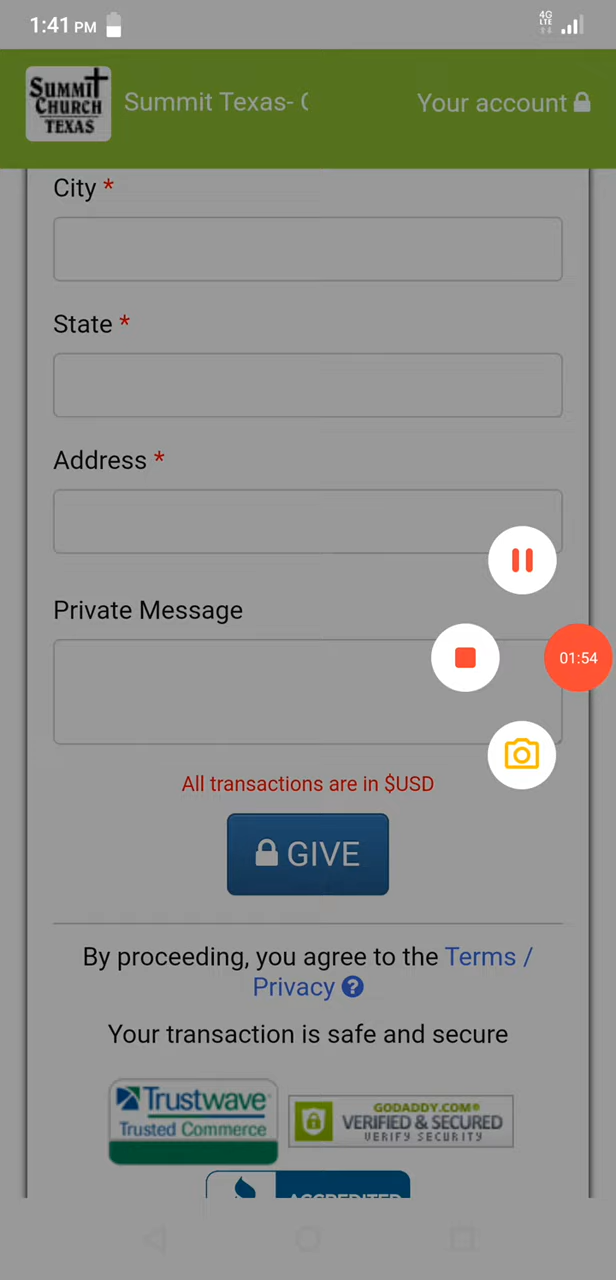 1:41 PM
4G
LTE
SUMMIT
CHURCH
TEXAS
Summit Texas- (
Your account
City *
State *
Address *
Private Message
01:54
All transactions are in $USD
GIVE
By proceeding, you agree to the Terms /
Privacy
Your transaction is safe and secure
Trustwave
Trusted Commerce
GODADDY.COM
VERIFIED & SECURED
VERIFY SECURITY
ACCREDITED